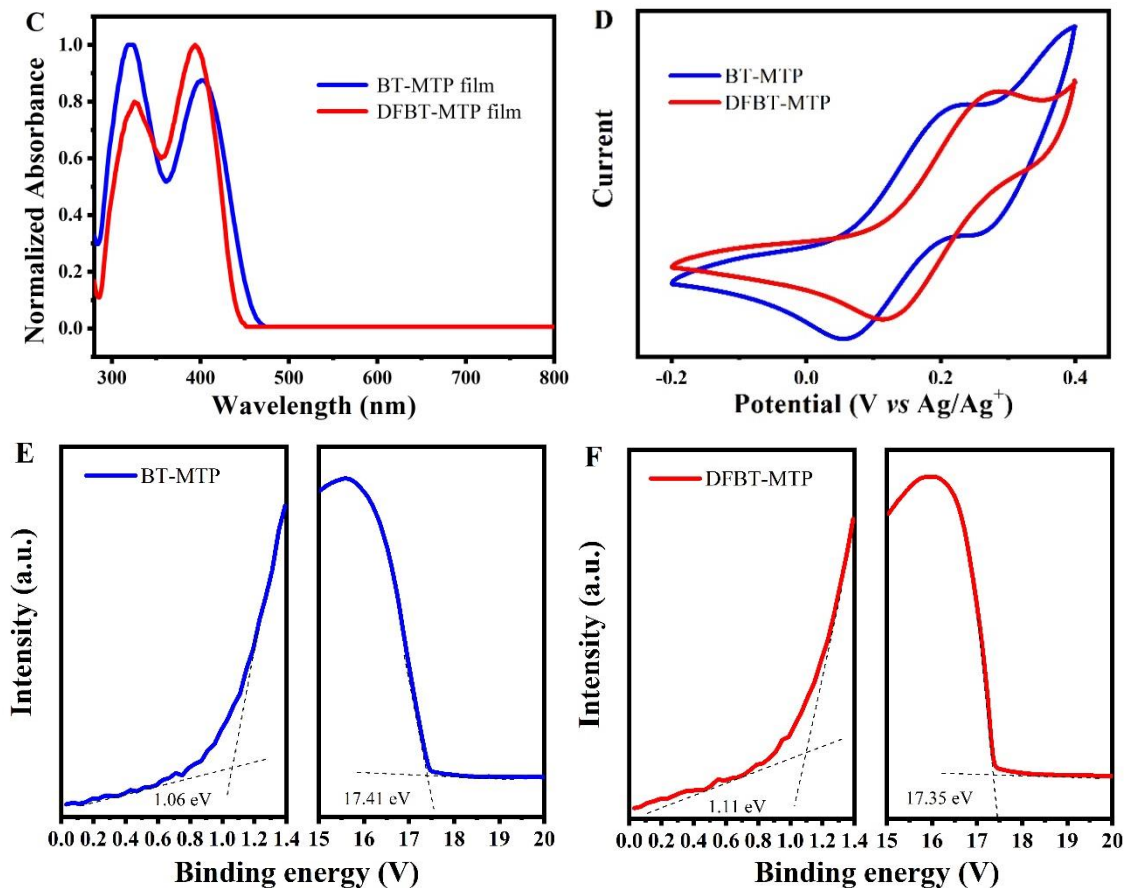 C
BT-MTP film
DFBT-MTP film
Normalized Absorbance
1.0
0.8
0.6
0.4
0.2
0.0
300 400 500 600 700 800
Wavelength (nm)
D
BT-MTP
DFBT-MTP
Current
-0.2 0.0 0.2 0.4
Potential (V vs Ag/Ag+)
E
BT-MTP
Intensity (a.u.)
1.06 eV
17.41 eV
0.0 0.2 0.4 0.6 0.8 1.0 1.2 1.4
15 16 17 18 19 20
Binding energy (V)
F
DFBT-MTP
Intensity (a.u.)
1.11 eV
17.35 eV
0.0 0.2 0.4 0.6 0.8 1.0 1.2 1.4
15 16 17 18 19 20
Binding energy (V)